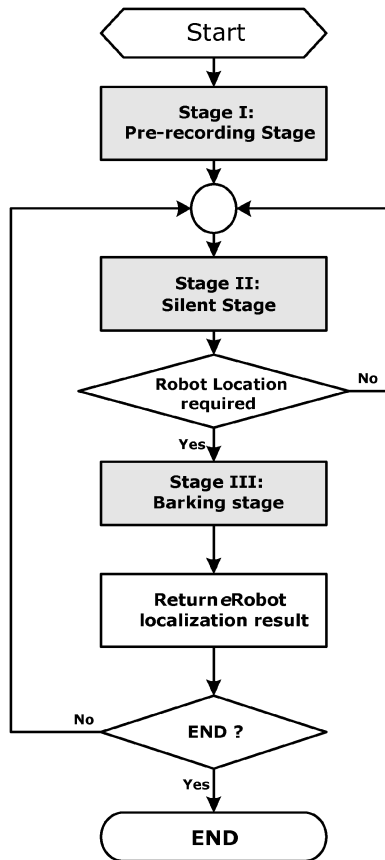 Start
Stage I:
Pre-recording Stage
Stage II:
Silent Stage
Robot Location
required
No
Yes
Stage III:
Barking stage
ReturneRobot
localization result
END ?
No
Yes
END